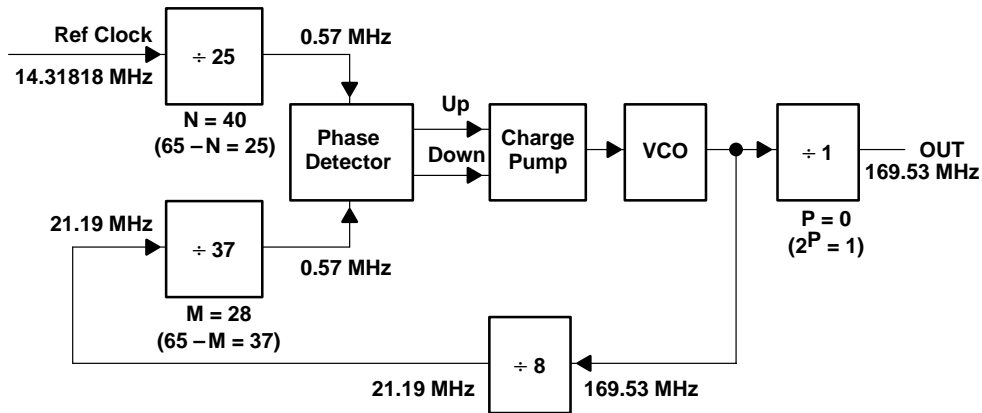 Ref Clock
14.31818 MHz
÷ 25
N = 40
(65 – N = 25)
0.57 MHz
Phase
Detector
Up
Down
Charge
Pump
VCO
÷ 1
P = 0
(2^P = 1)
OUT
169.53 MHz
21.19 MHz
÷ 37
M = 28
(65 – M = 37)
0.57 MHz
÷ 8
21.19 MHz
169.53 MHz